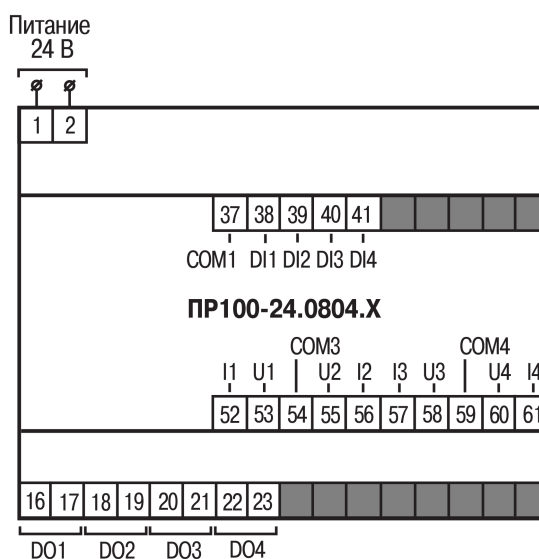 Питание
24 В
1 2
37 38 39 40 41
COM1 DI1 DI2 DI3 DI4
ПР100-24.0804.X
COM3 COM4
I1 U1 U2 I2 I3 U3 U4 I4
52 53 54 55 56 57 58 59 60 61
16 17 18 19 20 21 22 23
DO1 DO2 DO3 DO4